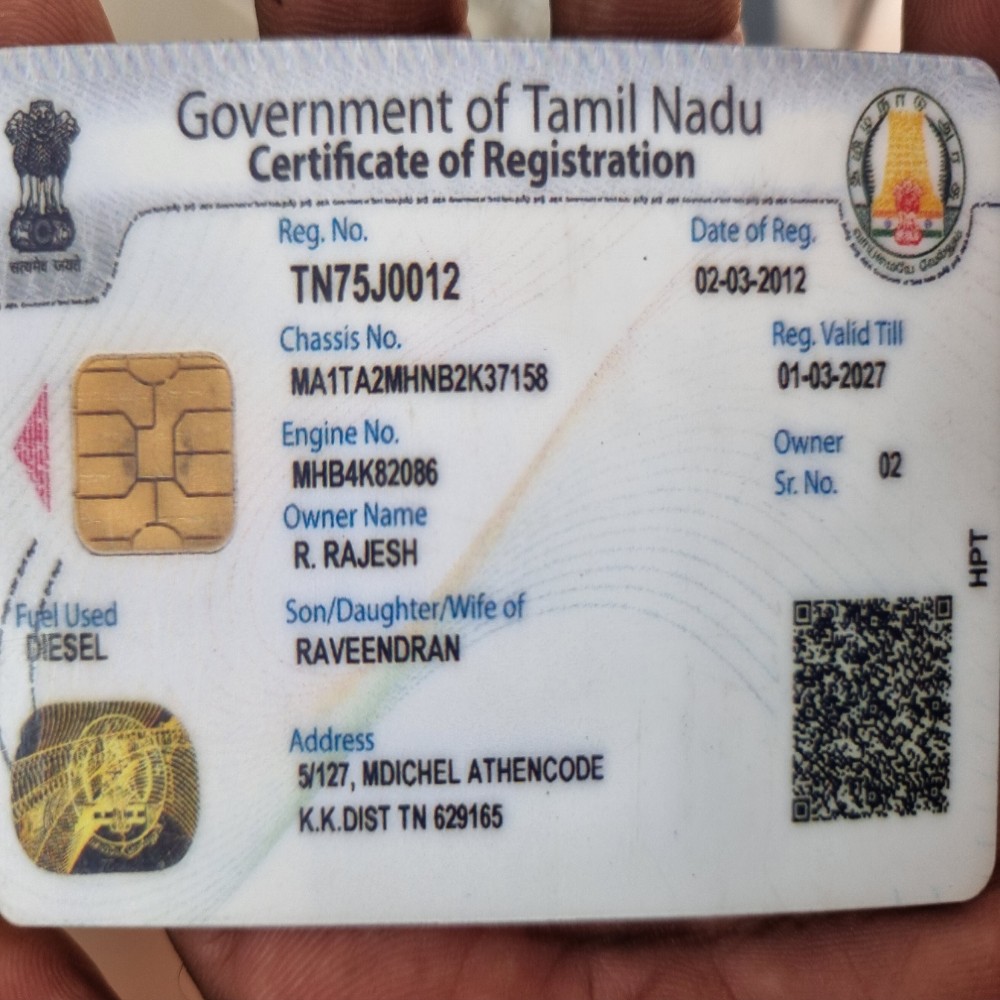 Government of Tamil Nadu
Certificate of Registration
सत्यमेव जयते
Reg. No.
TN75J0012
Date of Reg.
02-03-2012
Chassis No.
MA1TA2MHNB2K37158
Reg. Valid Till
01-03-2027
Engine No.
MHB4K82086
Owner
Sr. No.
02
Owner Name
R. RAJESH
HPT
Fuel Used
DIESEL
Son/Daughter/Wife of
RAVEENDRAN
Address
5/127, MDICHEL ATHENCODE
K.K.DIST TN 629165